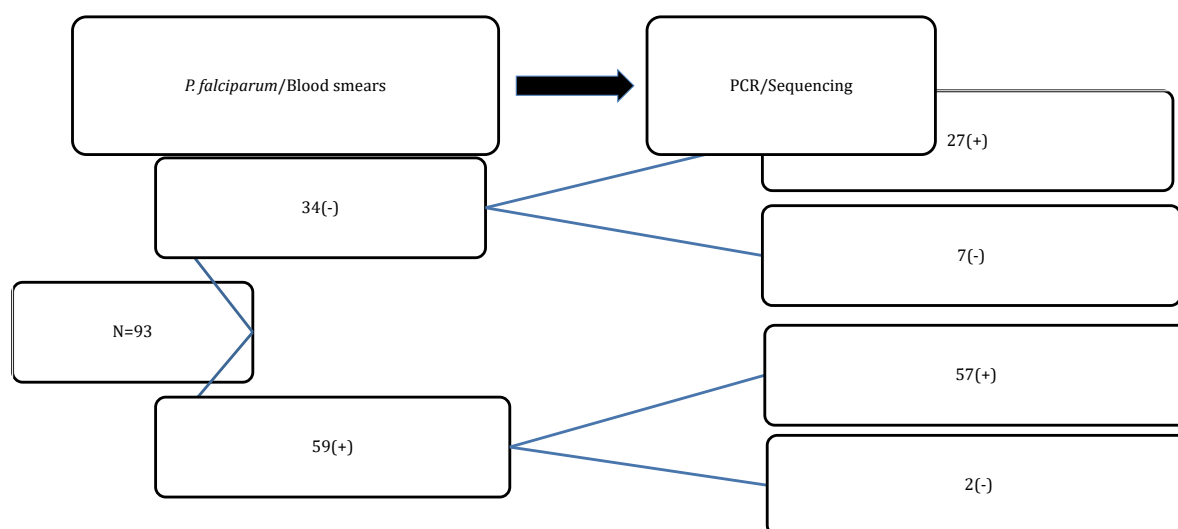 P. falciparum/Blood smears
PCR/Sequencing
27(+)
34(-)
7(-)
N=93
57(+)
59(+)
2(-)